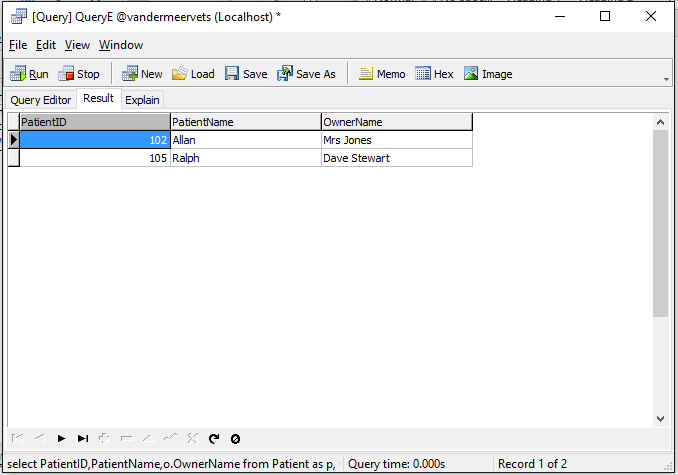 [Query] QueryE @vandermeervets (Localhost) *
File Edit View Window
Run Stop New Load Save Save As Memo Hex Image
Query Editor Result Explain
PatientID PatientName OwnerName
102 Allan Mrs Jones
105 Ralph Dave Stewart
select PatientID,PatientName,o.OwnerName from Patient as p, Query time: 0.000s Record 1 of 2